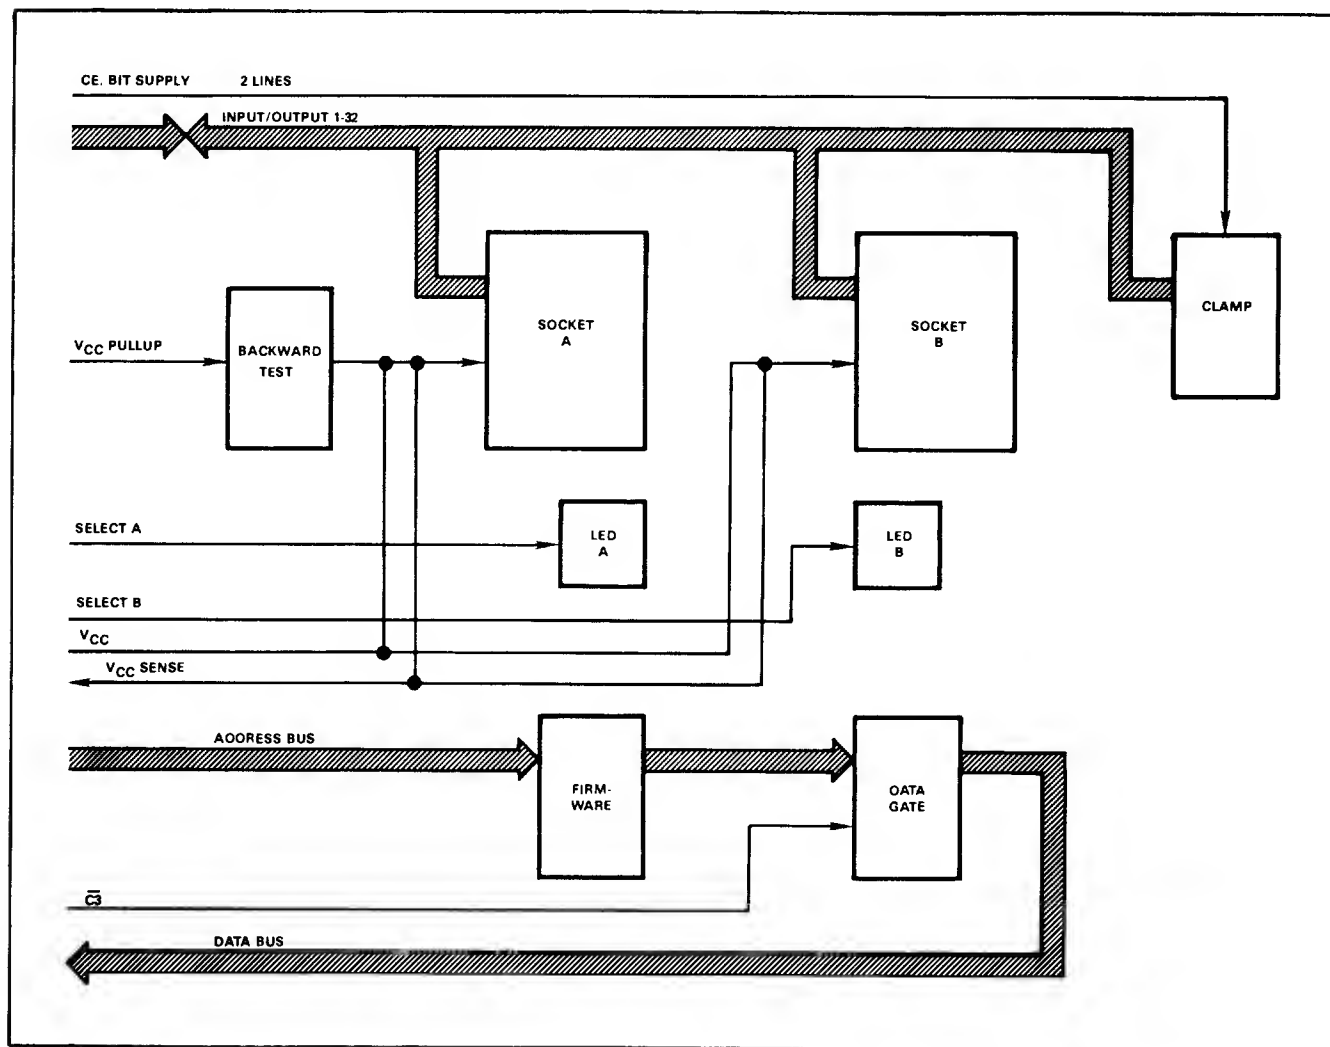 CE. BIT SUPPLY 2 LINES
INPUT/OUTPUT 1-32
SOCKET
A
SOCKET
B
CLAMP
VCC PULLUP
BACKWARD
TEST
SELECT A
LED
A
LED
B
SELECT B
VCC
VCC SENSE
AOORESS BUS
FIRM-
WARE
OATA
GATE
C3
DATA BUS